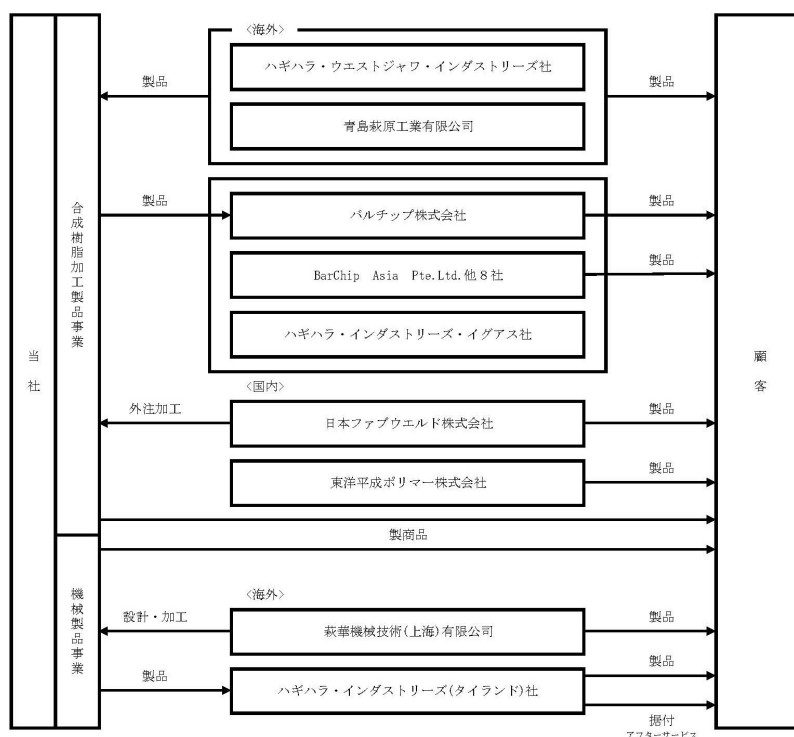 <海外>
ハギハラ・ウエストジャワ・インダストリーズ社
製品
製品
青島萩原工業有限公司
製品
バルチップ株式会社
製品
BarChip Asia Pte.Ltd.他８社
製品
ハギハラ・インダストリーズ・イグアス社
合成樹脂加工製品事業
当社
顧客
<国内>
外注加工
日本ファブウエルド株式会社
製品
東洋平成ポリマー株式会社
製品
製商品
機械製品事業
<海外>
設計・加工
萩華機械技術(上海)有限公司
製品
製品
ハギハラ・インダストリーズ(タイランド)社
製品
据付
アフターサービス